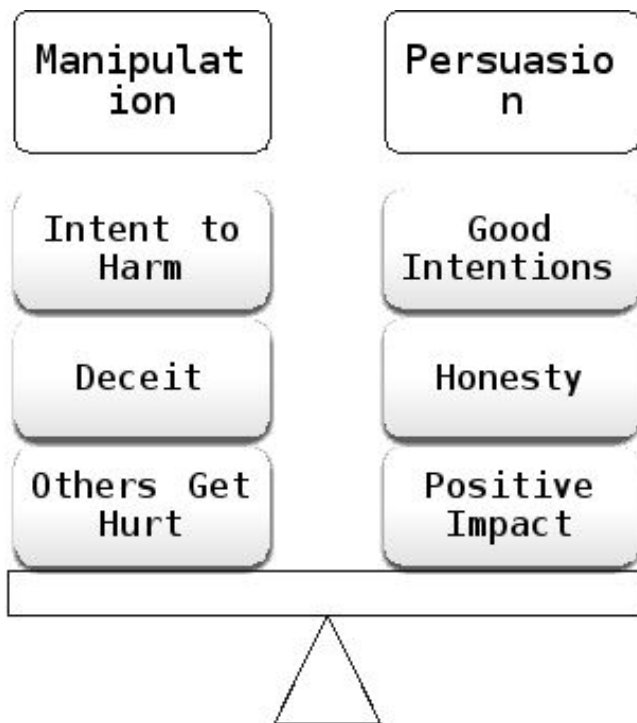 Manipulat
ion
Persuasio
n
Intent to
Harm
Good
Intentions
Deceit
Honesty
Others Get
Hurt
Positive
Impact